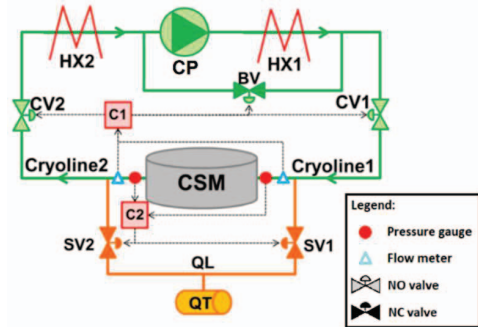 HX2
CP
HX1
BV
CV2
C1
CV1
Cryoline2
Cryoline1
CSM
C2
SV2
SV1
QL
QT
Legend:
Pressure gauge
Flow meter
NO valve
NC valve